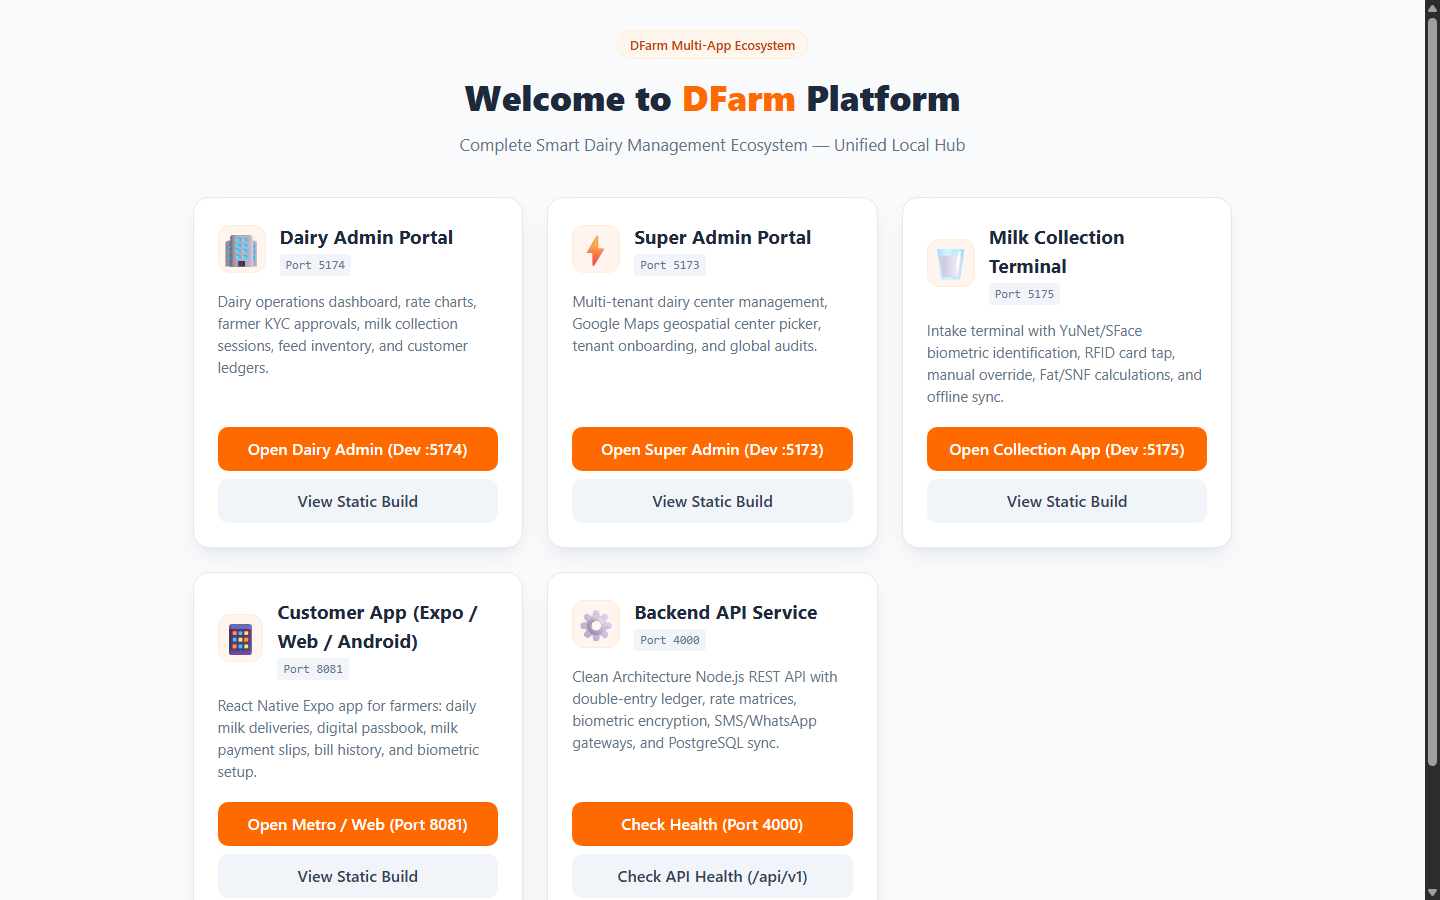 DFarm Multi-App Ecosystem
Welcome to DFarm Platform
Complete Smart Dairy Management Ecosystem — Unified Local Hub
Dairy Admin Portal
Port 5174
Dairy operations dashboard, rate charts,
farmer KYC approvals, milk collection
sessions, feed inventory, and customer
ledgers.
Open Dairy Admin (Dev :5174)
View Static Build
Super Admin Portal
Port 5173
Multi-tenant dairy center management,
Google Maps geospatial center picker,
tenant onboarding, and global audits.
Open Super Admin (Dev :5173)
View Static Build
Milk Collection
Terminal
Port 5175
Intake terminal with YuNet/SFace
biometric identification, RFID card tap,
manual override, Fat/SNF calculations, and
offline sync.
Open Collection App (Dev :5175)
View Static Build
Customer App (Expo /
Web / Android)
Port 8081
React Native Expo app for farmers: daily
milk deliveries, digital passbook, milk
payment slips, bill history, and biometric
setup.
Open Metro / Web (Port 8081)
View Static Build
Backend API Service
Port 4000
Clean Architecture Node.js REST API with
double-entry ledger, rate matrices,
biometric encryption, SMS/WhatsApp
gateways, and PostgreSQL sync.
Check Health (Port 4000)
Check API Health (/api/v1)